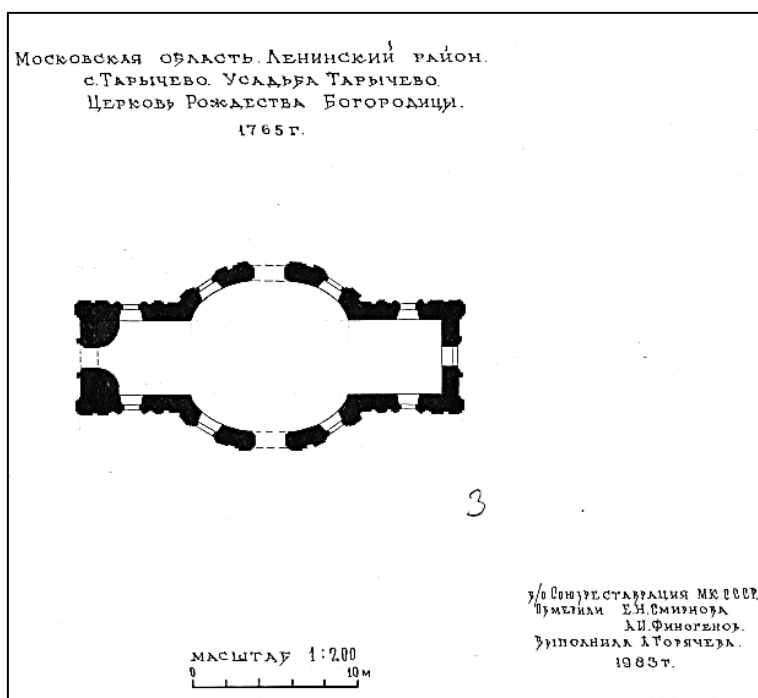 Московская область. Ленинский район.
с. Тарычево. Усадьба Тарычево.
Церковь Рождества Богородицы.
1765 г.
3
в/о Союзреставрация МК СССР.
Обмерили Е.Н. Смирнова
А.И. Финогенов.
Выполнила А. Горячева.
1983 г.
Масштаб 1:200
0 10 м